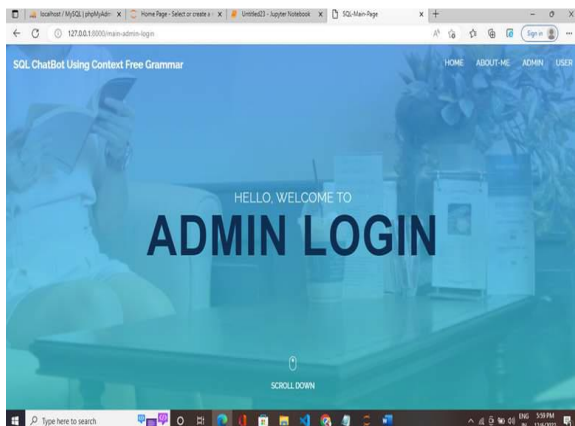 localhost / MySQL | phpMyAdmi
Home Page - Select or create a
Untitled23 - Jupyter Notebook
SQL-Main-Page
127.0.0.1:8000/main-admin-login
Sign in
SQL ChatBot Using Context Free Grammar
HOME ABOUT-ME ADMIN USER
HELLO, WELCOME TO
ADMIN LOGIN
SCROLL DOWN
Type here to search
ENG 5:59 PM
IN